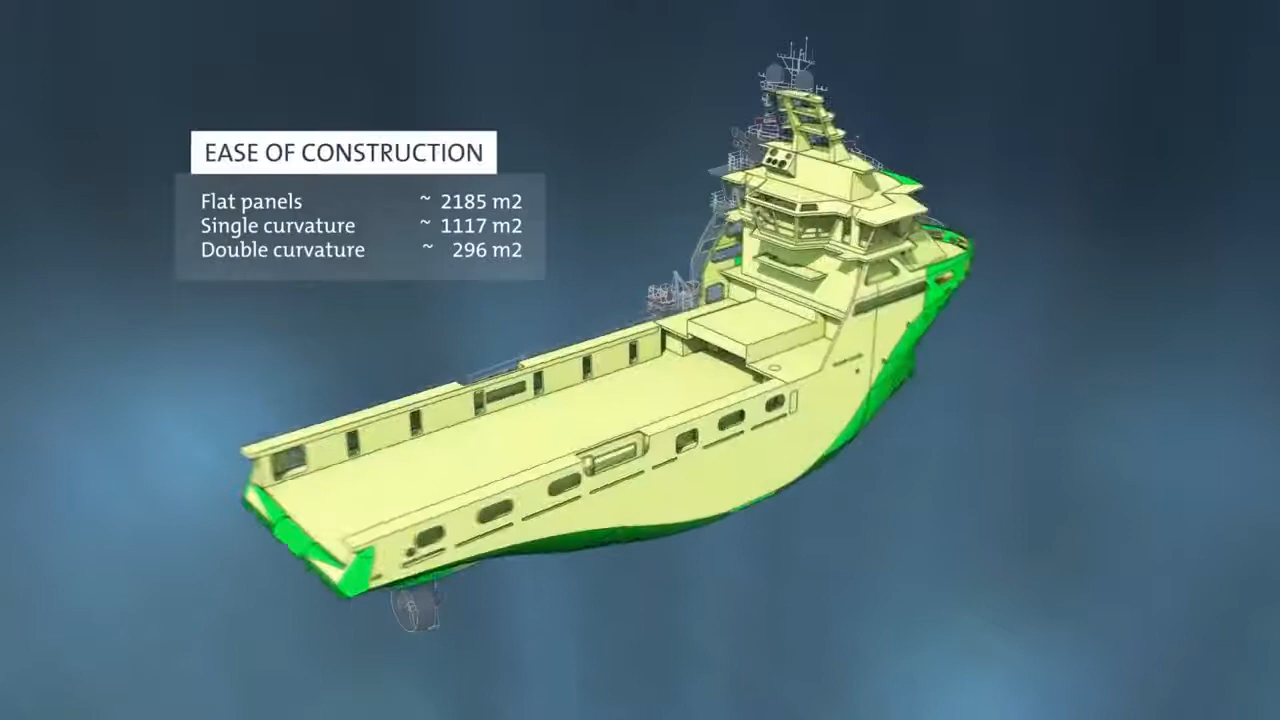 EASE OF CONSTRUCTION
Flat panels ~ 2185 m2
Single curvature ~ 1117 m2
Double curvature ~ 296 m2